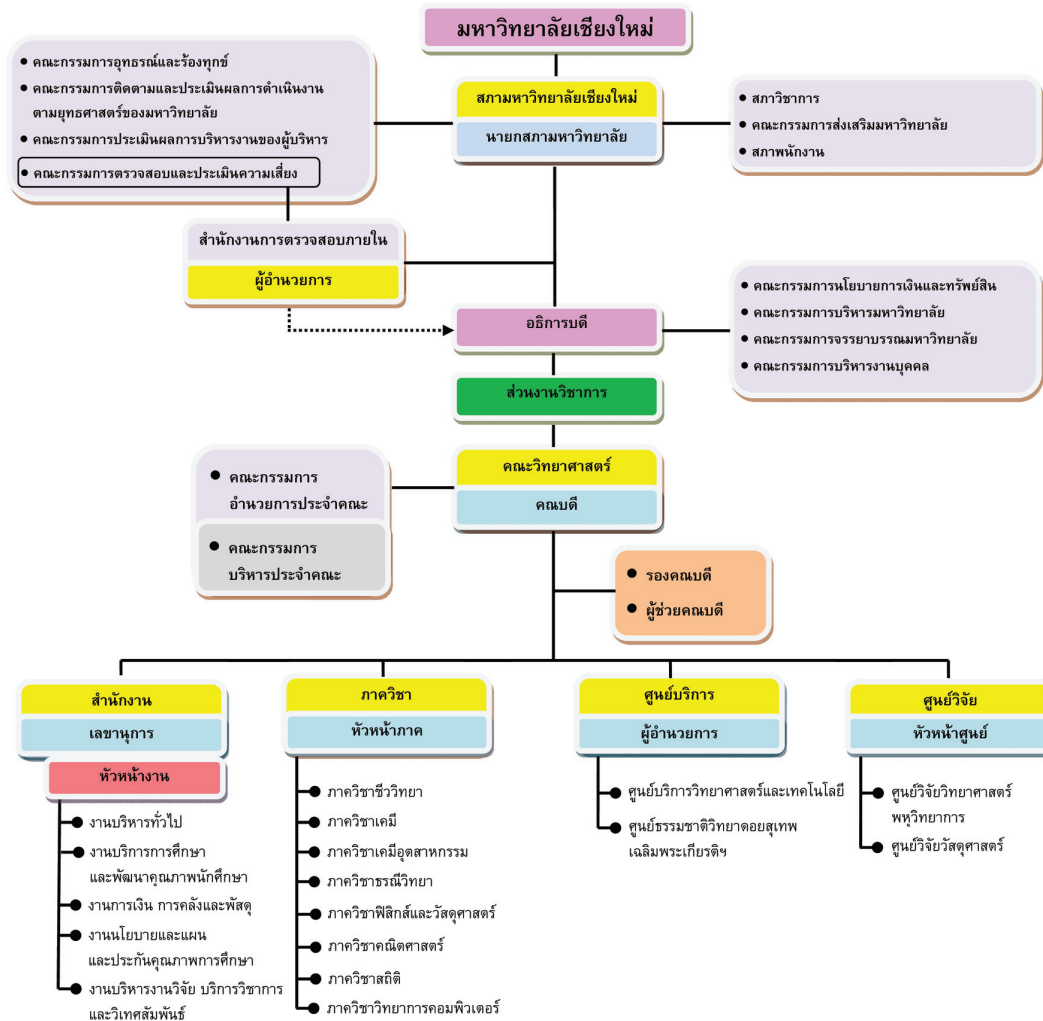 มหาวิทยาลัยเชียงใหม่
• คณะกรรมการอุทธรณ์และร้องทุกข์
• คณะกรรมการติดตามและประเมินผลการดำเนินงาน
ตามยุทธศาสตร์ของมหาวิทยาลัย
• คณะกรรมการประเมินผลการบริหารงานของผู้บริหาร
• คณะกรรมการตรวจสอบและประเมินความเสี่ยง
สภามหาวิทยาลัยเชียงใหม่
นายกสภามหาวิทยาลัย
• สภาวิชาการ
• คณะกรรมการส่งเสริมมหาวิทยาลัย
• สภาพนักงาน
สำนักงานการตรวจสอบภายใน
ผู้อำนวยการ
อธิการบดี
• คณะกรรมการนโยบายการเงินและทรัพย์สิน
• คณะกรรมการบริหารมหาวิทยาลัย
• คณะกรรมการจรรยาบรรณมหาวิทยาลัย
• คณะกรรมการบริหารงานบุคคล
ส่วนงานวิชาการ
คณะวิทยาศาสตร์
คณบดี
• คณะกรรมการ
อำนวยการประจำคณะ
• คณะกรรมการ
บริหารประจำคณะ
• รองคณบดี
• ผู้ช่วยคณบดี
สำนักงาน
เลขานุการ
หัวหน้างาน
งานบริหารทั่วไป
งานบริการการศึกษา
และพัฒนาคุณภาพนักศึกษา
งานการเงิน การคลังและพัสดุ
งานนโยบายและแผน
และประกันคุณภาพการศึกษา
งานบริหารงานวิจัย บริการวิชาการ
และวิเทศสัมพันธ์
ภาควิชา
หัวหน้าภาค
ภาควิชาชีววิทยา
ภาควิชาเคมี
ภาควิชาเคมีอุตสาหกรรม
ภาควิชาธรณีวิทยา
ภาควิชาฟิสิกส์และวัสดุศาสตร์
ภาควิชาคณิตศาสตร์
ภาควิชาสถิติ
ภาควิชาวิทยาการคอมพิวเตอร์
ศูนย์บริการ
ผู้อำนวยการ
ศูนย์บริการวิทยาศาสตร์และเทคโนโลยี
ศูนย์ธรรมชาติวิทยาดอยสุเทพ
เฉลิมพระเกียรติฯ
ศูนย์วิจัย
หัวหน้าศูนย์
ศูนย์วิจัยวิทยาศาสตร์
พหุวิทยาการ
ศูนย์วิจัยวัสดุศาสตร์